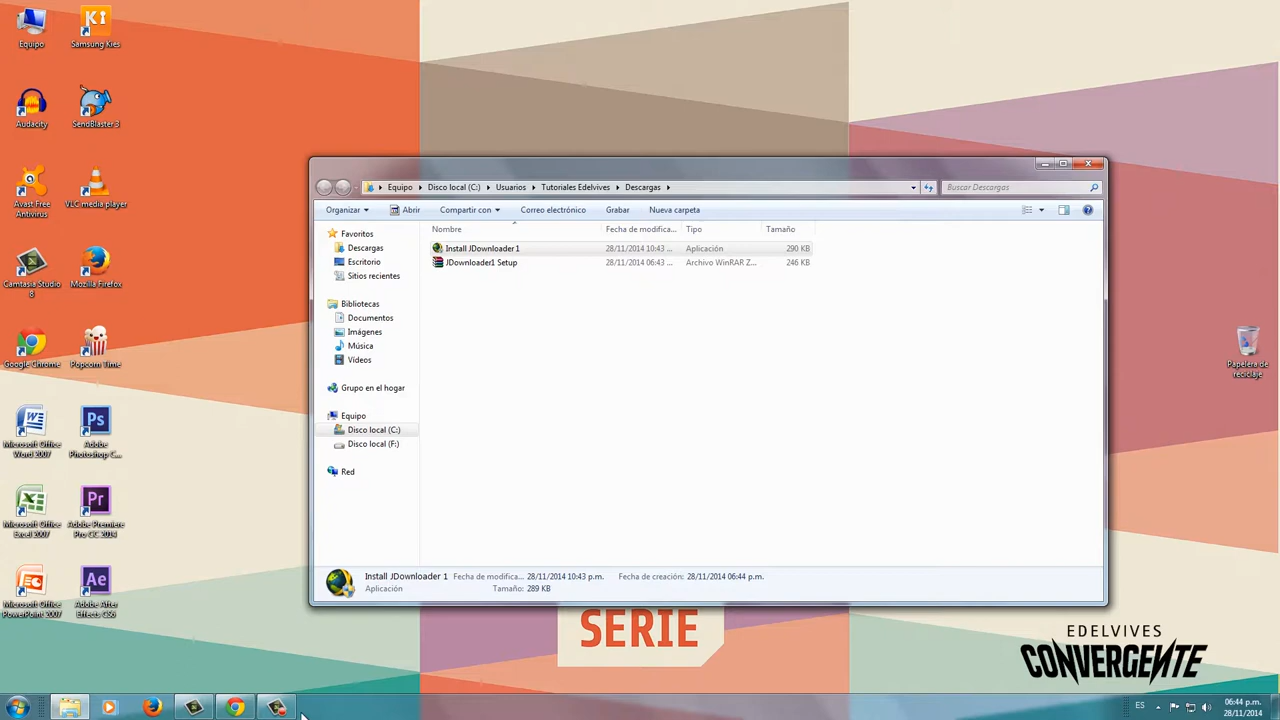 Equipo
Samsung Kies
Audacity
SenoBlaster 3
Avast Free
Antivirus
VLC media player
Camtasia Studio
8
Mozilla Firefox
Google Chrome
Popcorn Time
Microsoft Office
Word 2007
Adobe
Photoshop C...
Microsoft Office
Excel 2007
Adobe Premiere
Pro CC 2014
Microsoft Office
PowerPoint 2007
Adobe After
Effects CS6
Equipo
Disco local (C:)
Usuarios
Tutoriales Edelvives
Descargas
Buscar Descargas
Organizar
Abrir
Compartir con
Correo electrónico
Grabar
Nueva carpeta
Favoritos
Descargas
Escritorio
Sitios recientes
Bibliotecas
Documentos
Imágenes
Música
Vídeos
Grupo en el hogar
Equipo
Disco local (C:)
Disco local (F:)
Red
Nombre Fecha de modifica... Tipo Tamaño
Install JDownloader 1 28/11/2014 10:43 ... Aplicación 290 KB
JDownloader1 Setup 28/11/2014 06:43 ... Archivo WinRAR Z... 246 KB
Install JDownloader 1 Fecha de modifica... 28/11/2014 10:43 p.m. Fecha de creación: 28/11/2014 06:44 p.m.
Aplicación Tamaño: 289 KB
Papelera de
reciclaje
SERIE
EDELVIVES
CONVERGENTE
ES
06:44 p.m.
28/11/2014